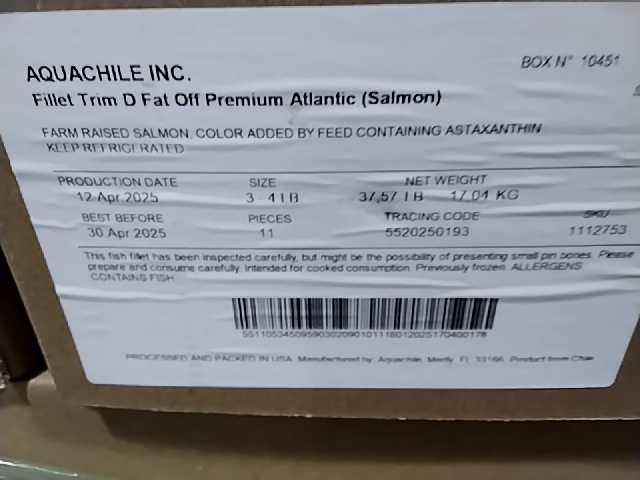 BOX N° 10451
AQUACHILE INC.
Fillet Trim D Fat Off Premium Atlantic (Salmon)
FARM RAISED SALMON, COLOR ADDED BY FEED CONTAINING ASTAXANTHIN
KEEP REFRIGERATED
PRODUCTION DATE SIZE NET WEIGHT
12 Apr 2025 3 - 4 LB 37,57 LB 17.04 KG
BEST BEFORE PIECES TRACING CODE SKU
30 Apr 2025 11 5520250193 1112753
This fish fillet has been inspected carefully, but might be the possibility of presenting small pin bones. Please
prepare and consume carefully. Intended for cooked consumption. Previously frozen. ALLERGENS
CONTAINS FISH
PROCESSED AND PACKED IN USA. Manufactured by Aquachile, FL Product from Chile